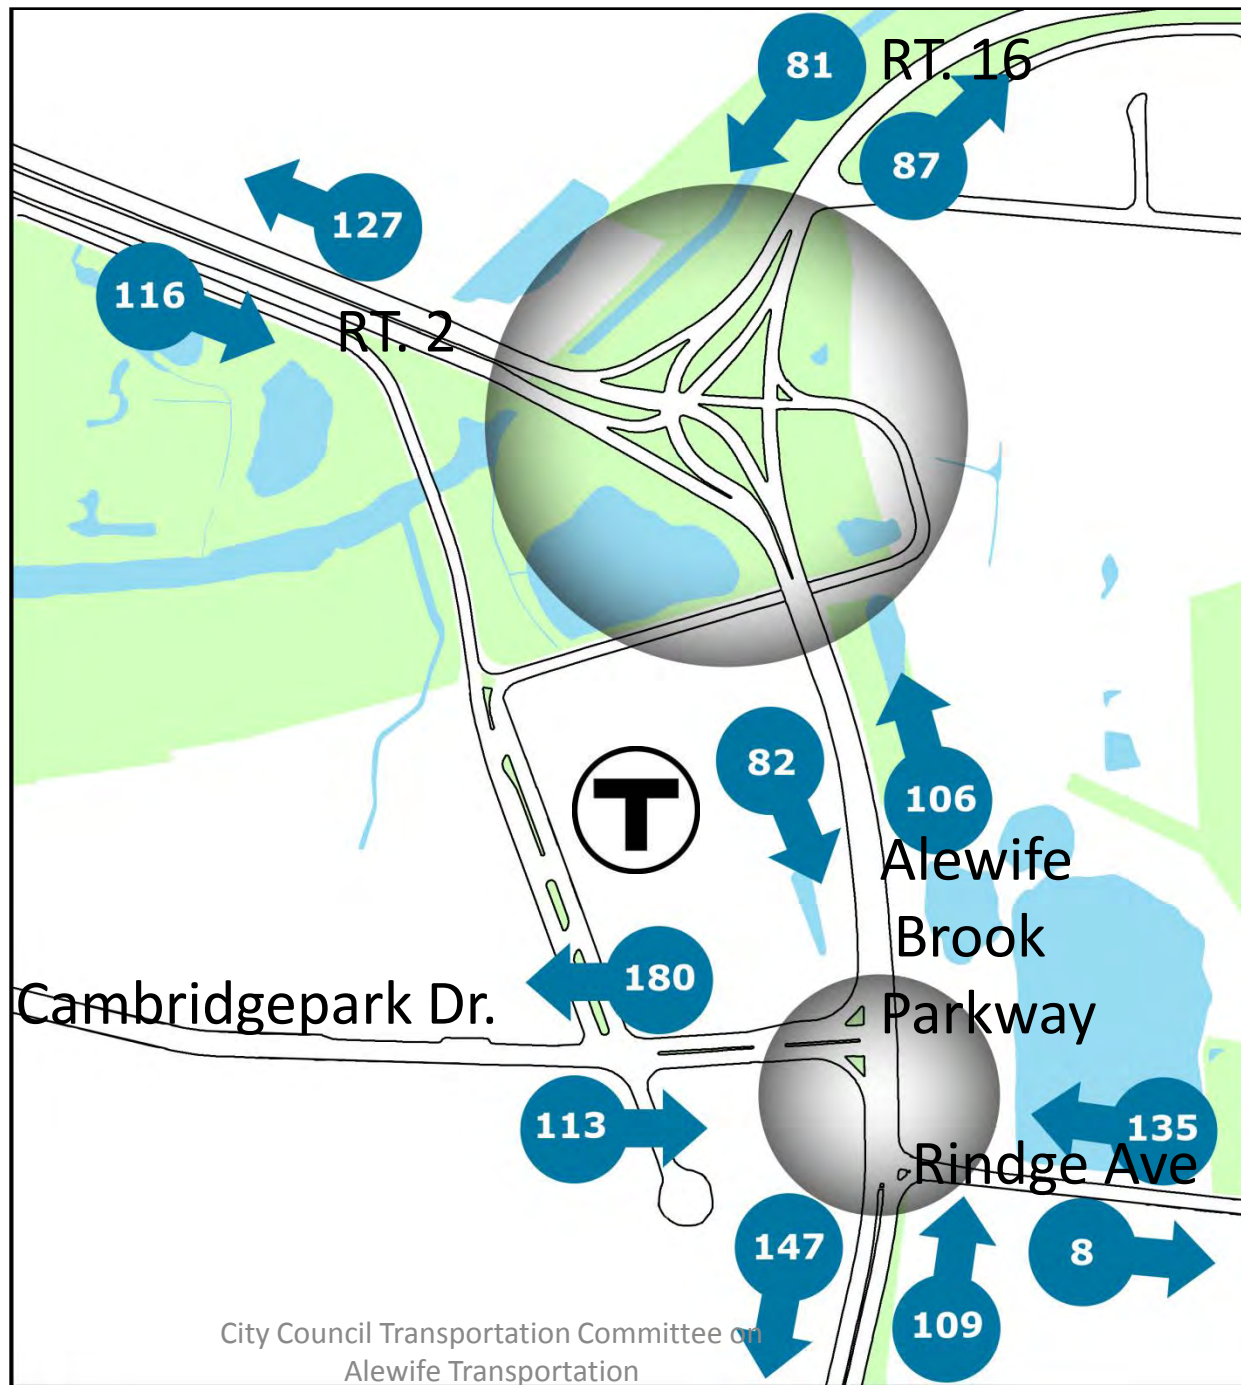 81
RT. 16
87
127
116
RT. 2
T
82
106
Alewife
Brook
Parkway
180
Cambridgepark Dr.
113
135
Rindge Ave
147
8
109
City Council Transportation Committee on
Alewife Transportation